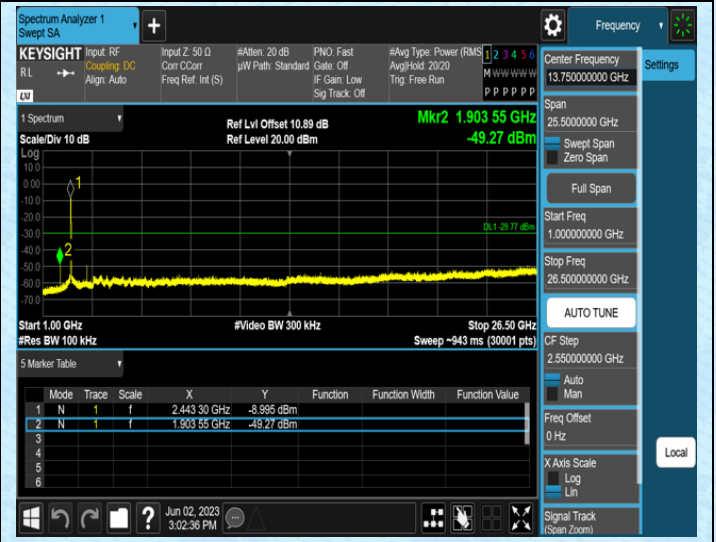 Spectrum Analyzer 1
Swept SA
+
Frequency
KEYSIGHT
RL
LXI
Input: RF
Coupling: DC
Align: Auto
Input Z: 50 Ω
Corr CCorr
Freq Ref: Int (S)
#Atten: 20 dB
µW Path: Standard
PNO: Fast
Gate: Off
IF Gain: Low
Sig Track: Off
#Avg Type: Power (RMS
Avg|Hold: 20/20
Trig: Free Run
1 2 3 4 5 6
M W W W W W
P P P P P P
1 Spectrum
Scale/Div 10 dB
Ref Lvl Offset 10.89 dB
Ref Level 20.00 dBm
Mkr2 1.903 55 GHz
-49.27 dBm
Log
10.0
0.00
-10.0
-20.0
-30.0
-40.0
-50.0
-60.0
-70.0
1
2
DL1 -29.77 dBm
Start 1.00 GHz
#Res BW 100 kHz
#Video BW 300 kHz
Stop 26.50 GHz
Sweep ~943 ms (30001 pts)
5 Marker Table
Mode Trace Scale X Y Function Function Width Function Value
1 N 1 f 2.443 30 GHz -8.995 dBm
2 N 1 f 1.903 55 GHz -49.27 dBm
3
4
5
6
Jun 02, 2023
3:02:36 PM
?
Center Frequency
13.750000000 GHz
Settings
Span
25.5000000 GHz
Swept Span
Zero Span
Full Span
Start Freq
1.000000000 GHz
Stop Freq
26.500000000 GHz
AUTO TUNE
CF Step
2.550000000 GHz
Auto
Man
Freq Offset
0 Hz
X Axis Scale
Log
Lin
Local
Signal Track
(Span Zoom)